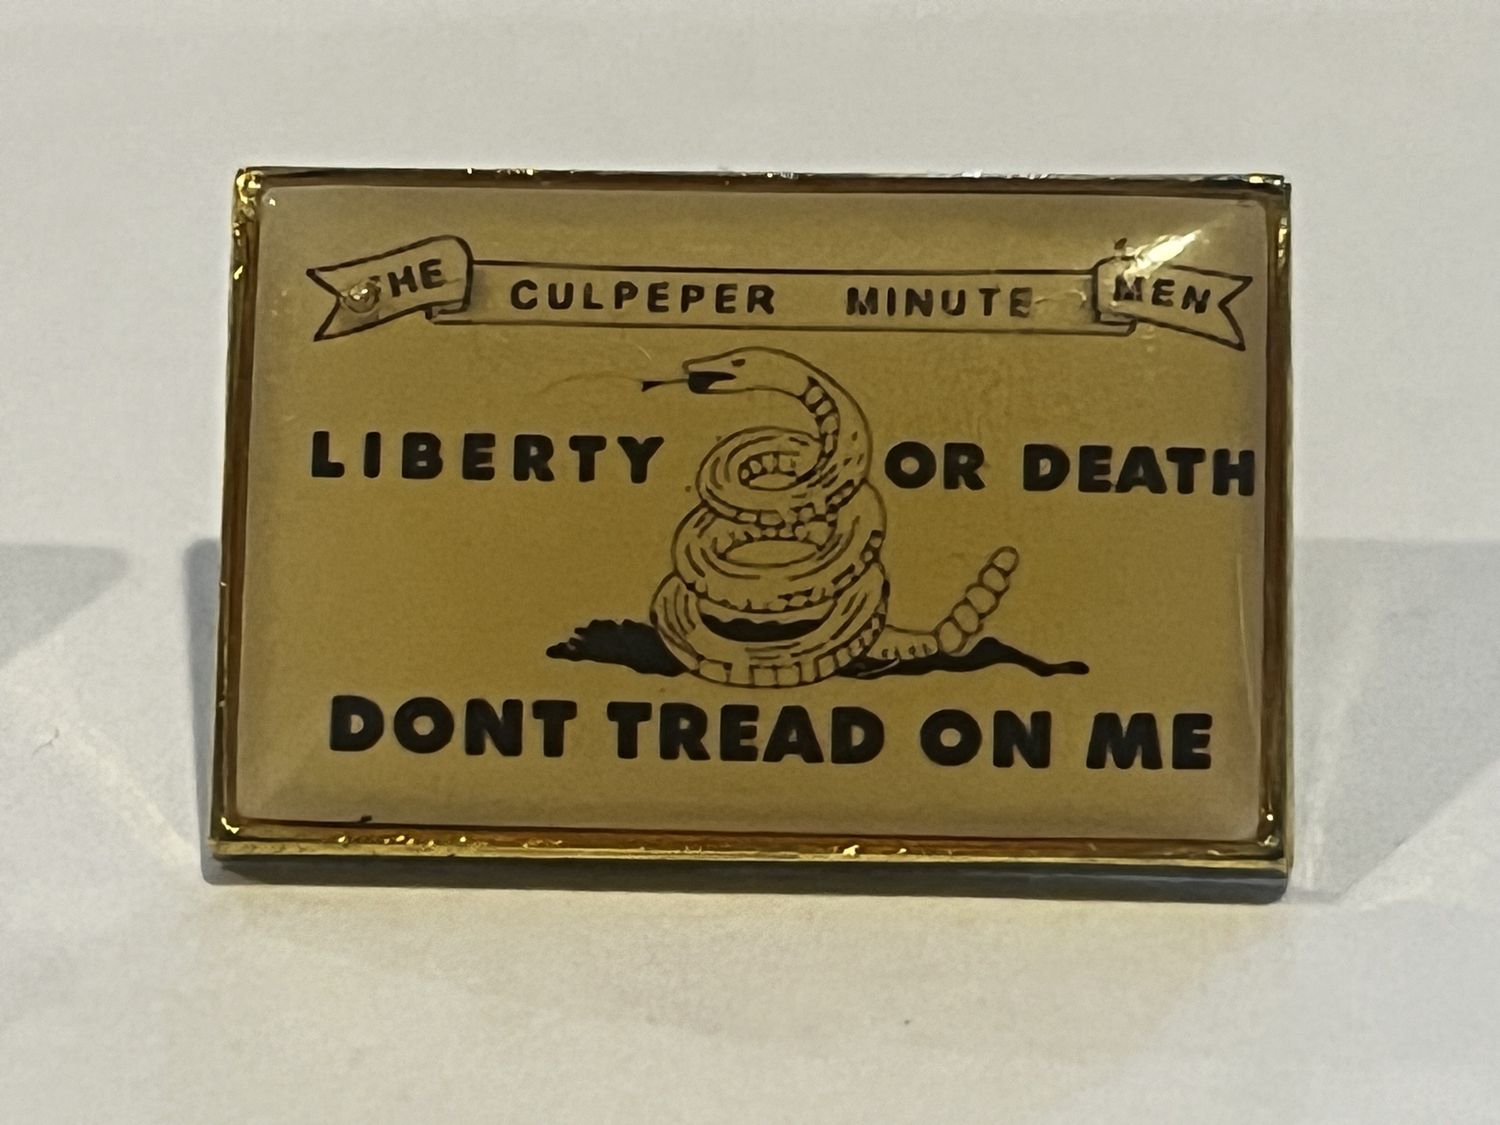 THE CULPEPER MINUTE MEN
LIBERTY OR DEATH
DONT TREAD ON ME